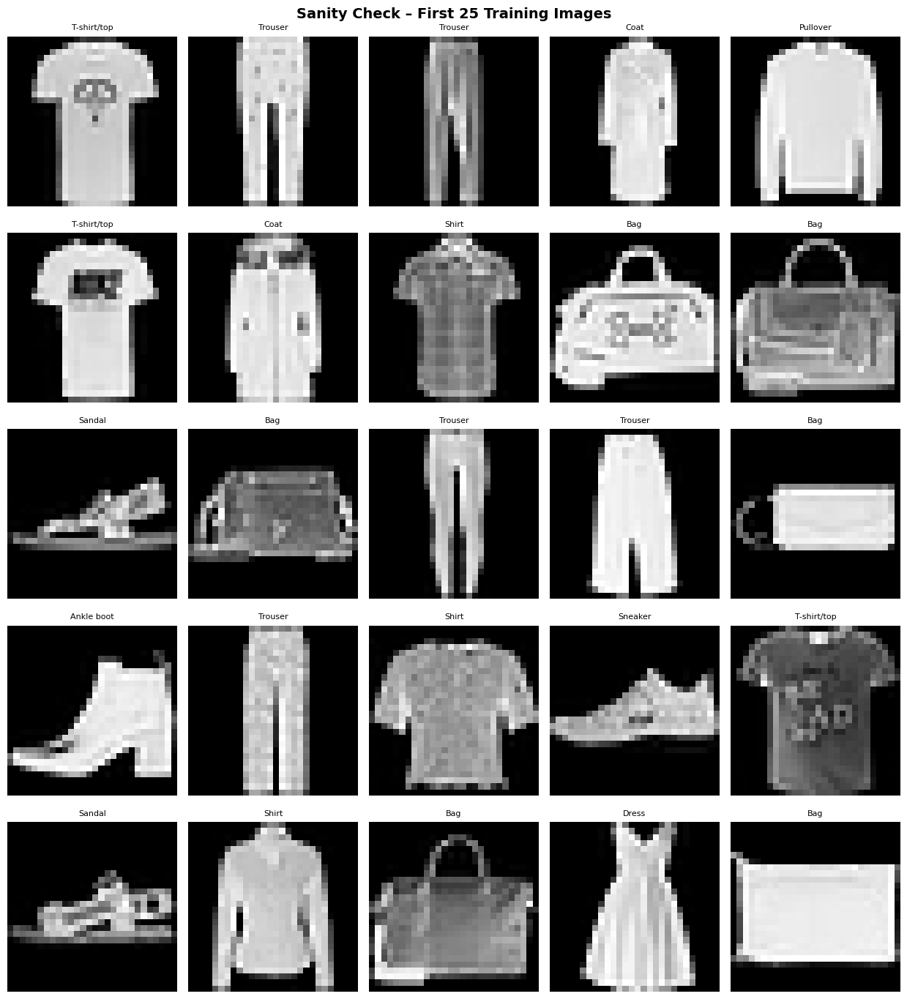 Sanity Check – First 25 Training Images
T-shirt/top Trouser Trouser Coat Pullover
T-shirt/top Coat Shirt Bag Bag
Sandal Bag Trouser Trouser Bag
Ankle boot Trouser Shirt Sneaker T-shirt/top
Sandal Shirt Bag Dress Bag